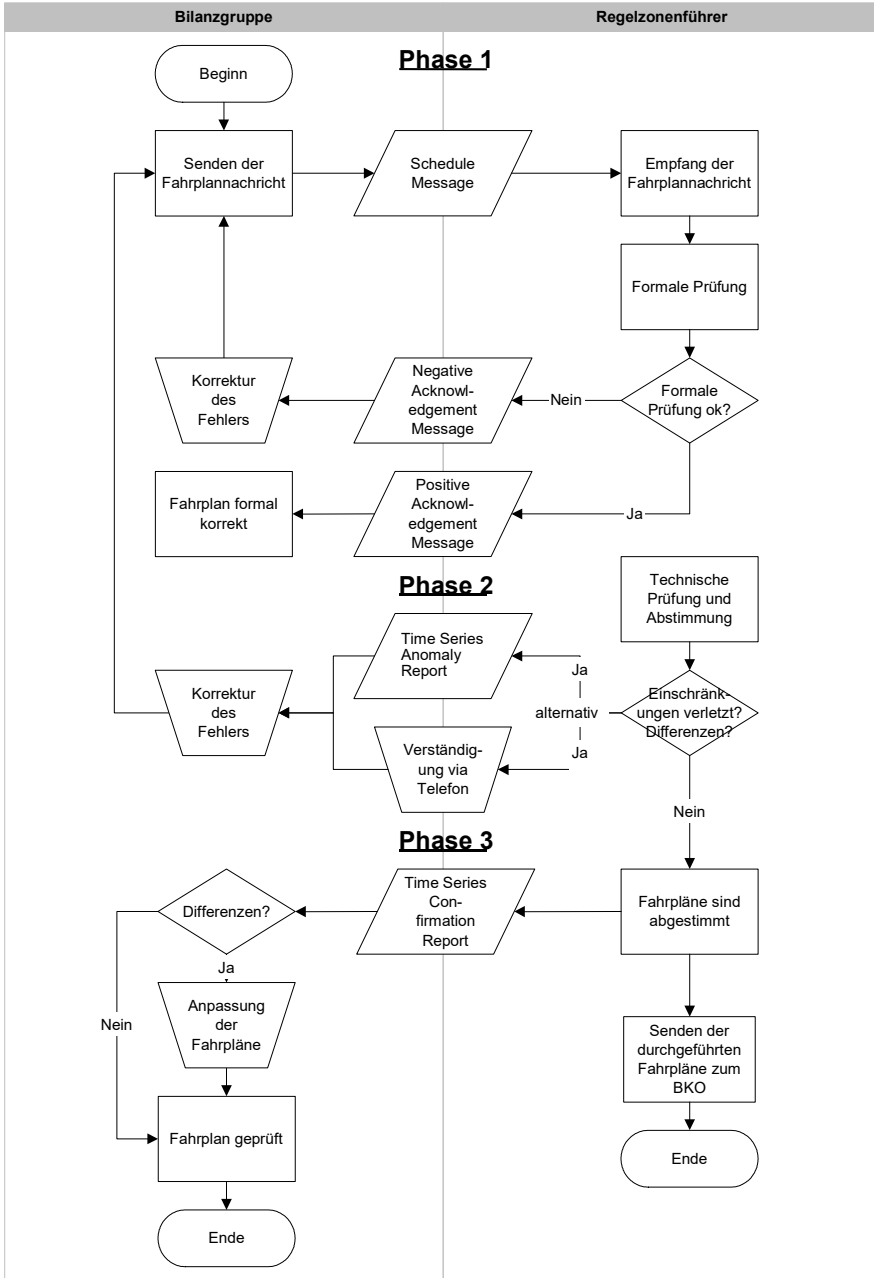 Bilanzgruppe
Regelzonenführer
Phase 1
Beginn
Senden der
Fahrplannachricht
Schedule
Message
Empfang der
Fahrplannachricht
Formale Prüfung
Korrektur
des
Fehlers
Negative
Acknowl-
edgement
Message
Nein
Formale
Prüfung ok?
Fahrplan formal
korrekt
Positive
Acknowl-
edgement
Message
Ja
Phase 2
Technische
Prüfung und
Abstimmung
Time Series
Anomaly
Report
Ja
Korrektur
des
Fehlers
alternativ
Einschränk-
ungen verletzt?
Differenzen?
Verständig-
ung via
Telefon
Ja
Nein
Phase 3
Differenzen?
Time Series
Con-
firmation
Report
Fahrpläne sind
abgestimmt
Ja
Anpassung
der
Fahrpläne
Nein
Senden der
durchgeführten
Fahrpläne zum
BKO
Fahrplan geprüft
Ende
Ende